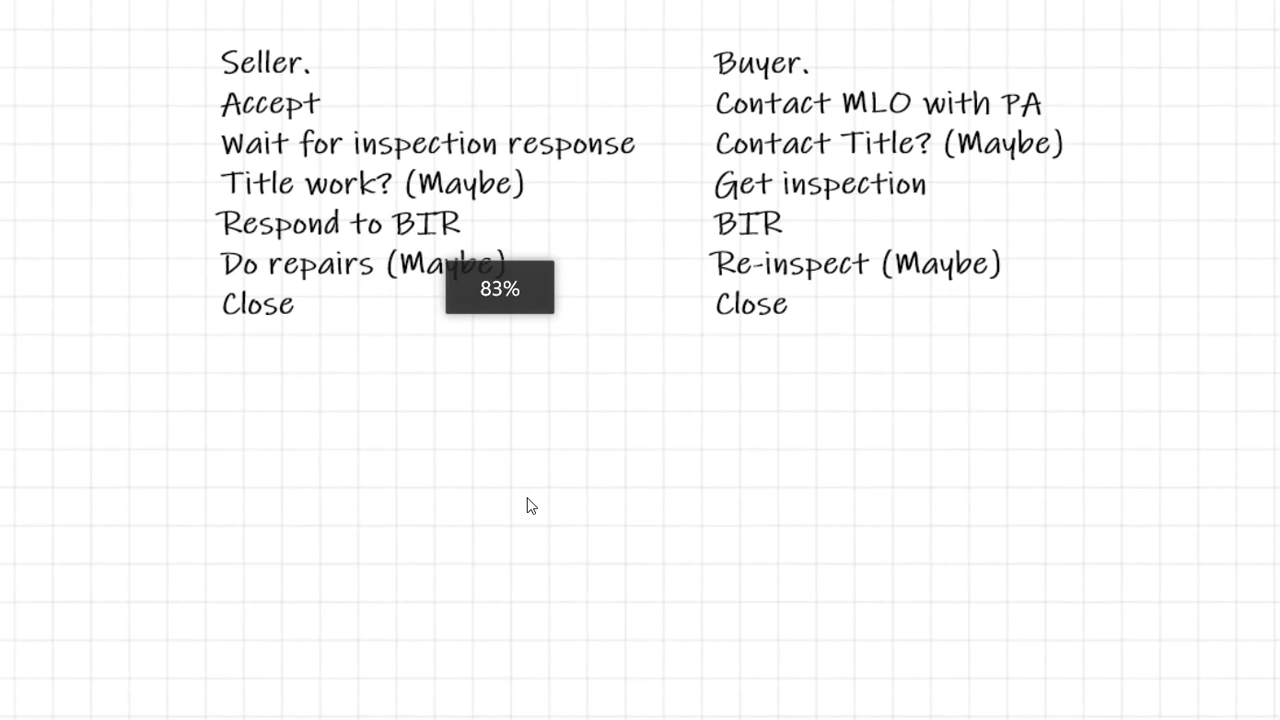 Seller.
Accept
Wait for inspection response
Title work? (Maybe)
Respond to BIR
Do repairs (Maybe)
Close
83%
Buyer.
Contact MLO with PA
Contact Title? (Maybe)
Get inspection
BIR
Re-inspect (Maybe)
Close